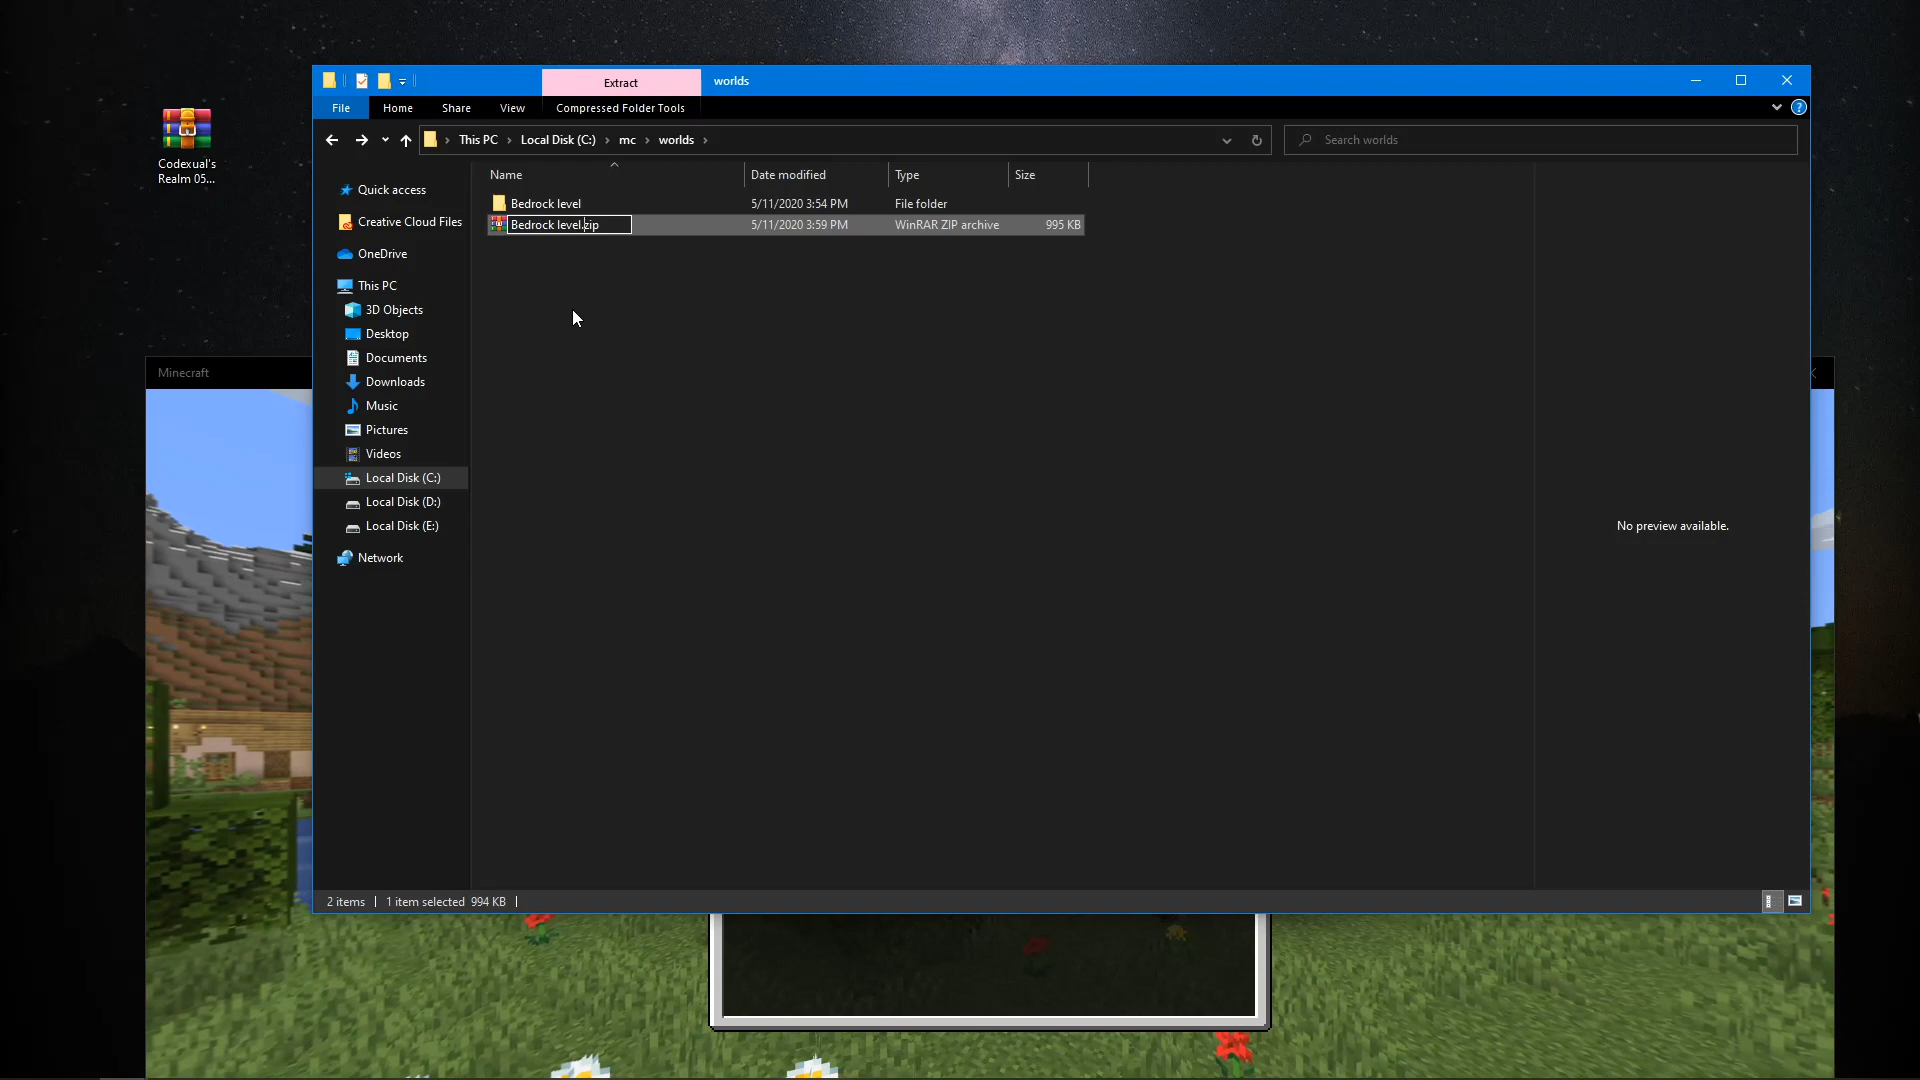 Codexual's
Realm 05...
Extract
worlds
File
Home
Share
View
Compressed Folder Tools
This PC
Local Disk (C:)
mc
worlds
Search worlds
Name
Date modified
Type
Size
Bedrock level
5/11/2020 3:54 PM
File folder
Bedrock level.zip
5/11/2020 3:59 PM
WinRAR ZIP archive
995 KB
Quick access
Creative Cloud Files
OneDrive
This PC
3D Objects
Desktop
Documents
Downloads
Music
Pictures
Videos
Local Disk (C:)
Local Disk (D:)
Local Disk (E:)
Network
Minecraft
No preview available.
2 items
1 item selected 994 KB